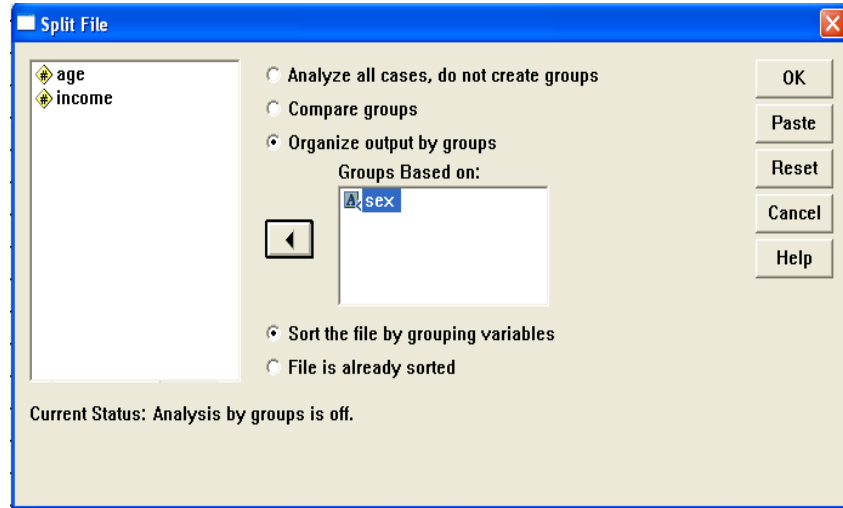 Split File
age
income
Analyze all cases, do not create groups
Compare groups
Organize output by groups
Groups Based on:
sex
Sort the file by grouping variables
File is already sorted
Current Status: Analysis by groups is off.
OK
Paste
Reset
Cancel
Help